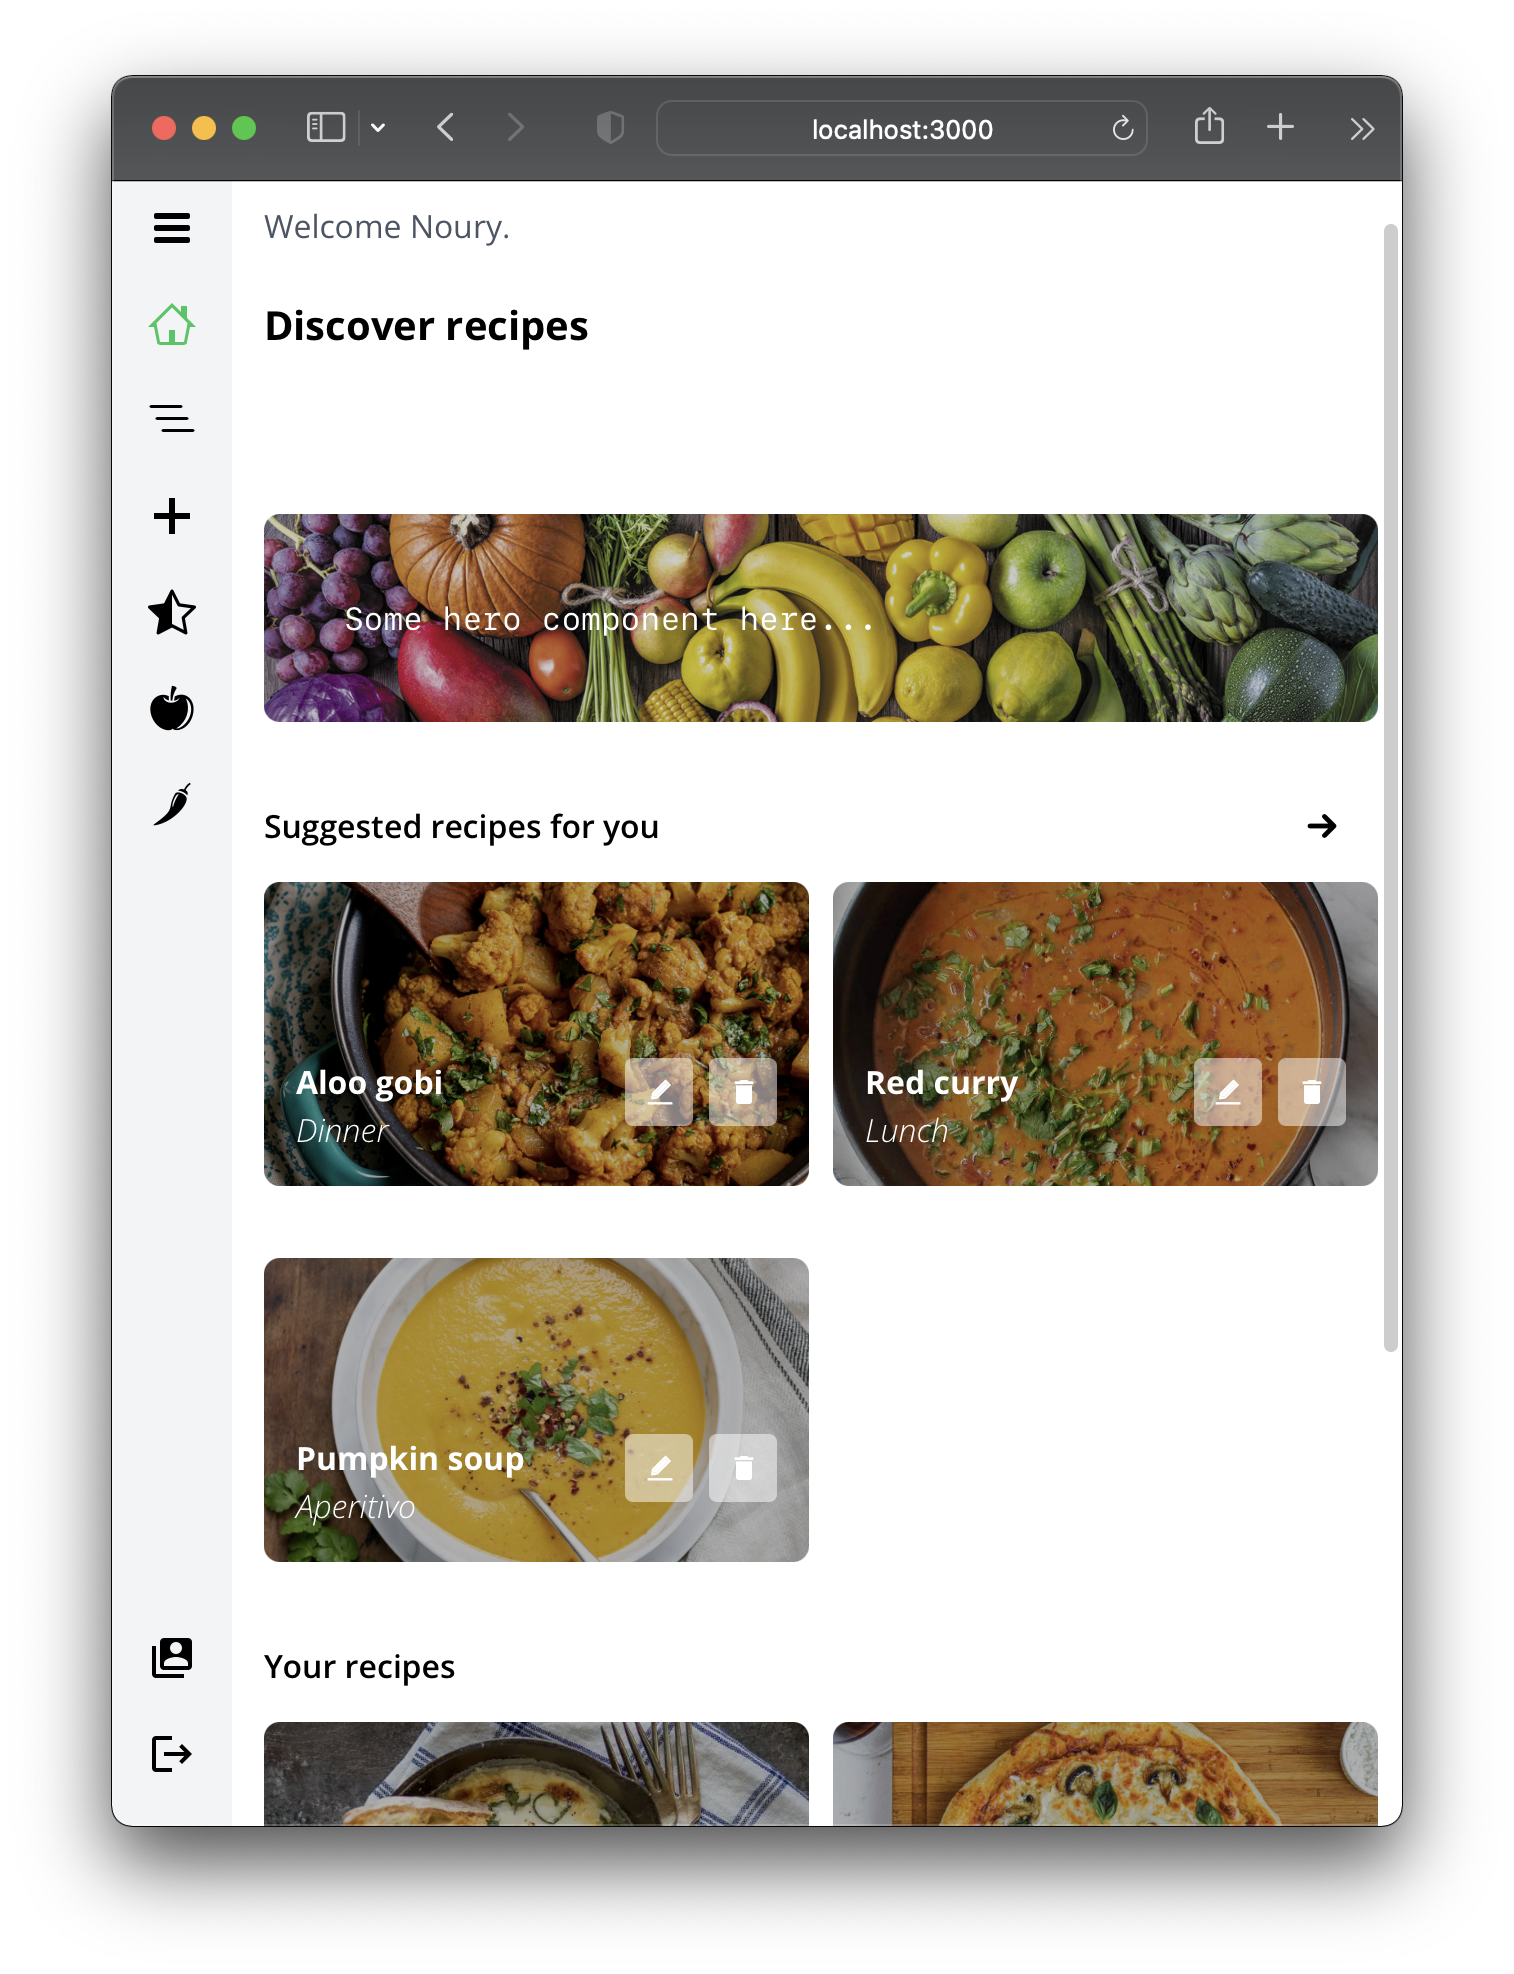 localhost:3000
Welcome Noury.
Discover recipes
Some hero component here...
Suggested recipes for you
Aloo gobi
Dinner
Red curry
Lunch
Pumpkin soup
Aperitivo
Your recipes